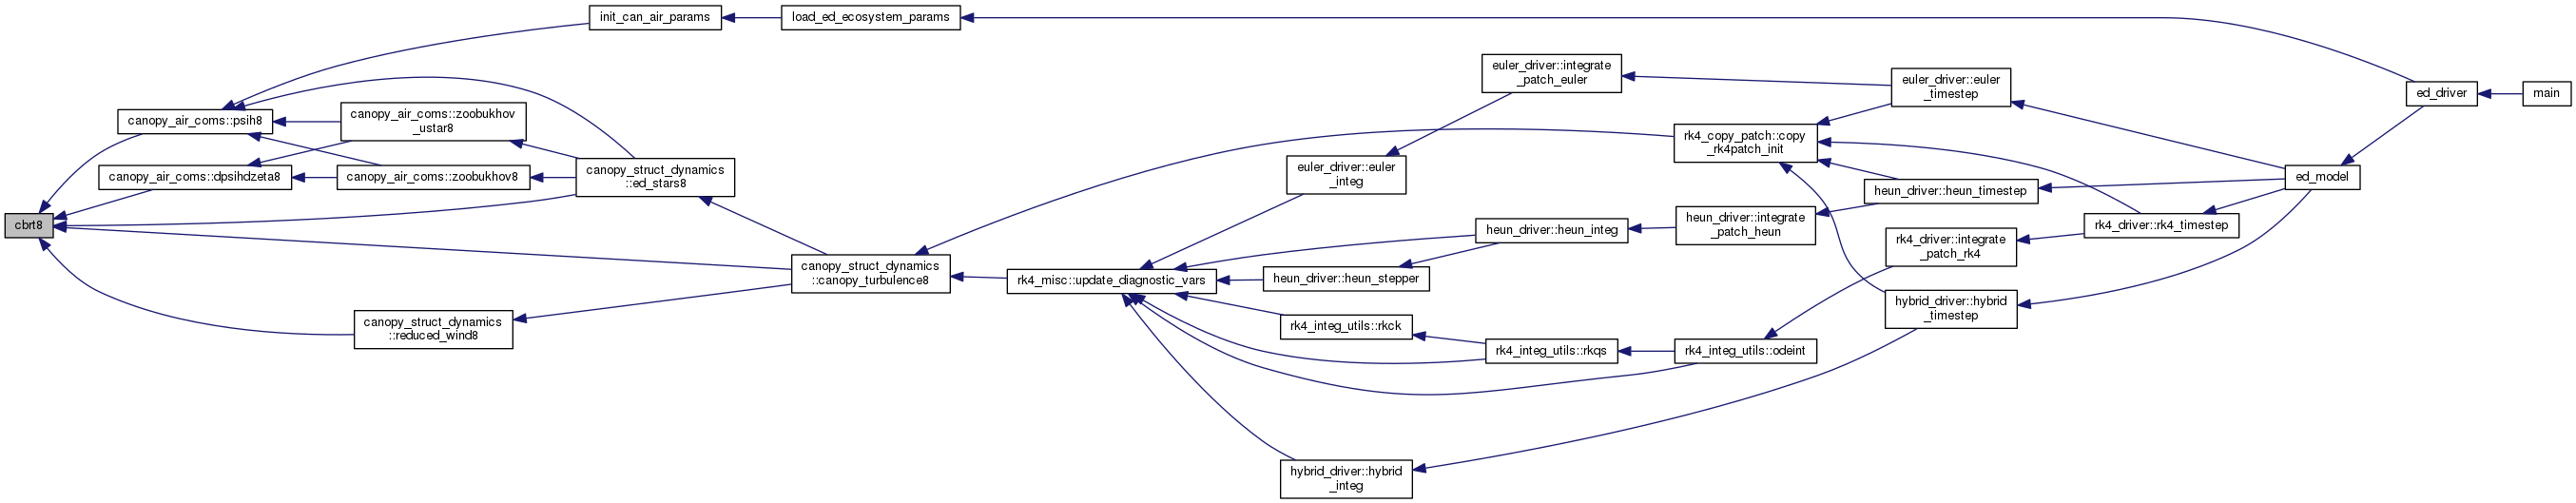 cbrt8
canopy_air_coms::psih8
canopy_air_coms::dpsihdzeta8
init_can_air_params
load_ed_ecosystem_params
canopy_air_coms::zoobukhov
_ustar8
canopy_air_coms::zoobukhov8
canopy_struct_dynamics
::reduced_wind8
canopy_struct_dynamics
::ed_stars8
canopy_struct_dynamics
::canopy_turbulence8
rk4_misc::update_diagnostic_vars
euler_driver::euler
_integ
heun_driver::heun_stepper
rk4_integ_utils::rkck
hybrid_driver::hybrid
_integ
euler_driver::integrate
_patch_euler
heun_driver::heun_integ
rk4_integ_utils::rkqs
rk4_copy_patch::copy
_rk4patch_init
heun_driver::integrate
_patch_heun
rk4_integ_utils::odeint
euler_driver::euler
_timestep
heun_driver::heun_timestep
rk4_driver::integrate
_patch_rk4
hybrid_driver::hybrid
_timestep
rk4_driver::rk4_timestep
ed_model
ed_driver
main